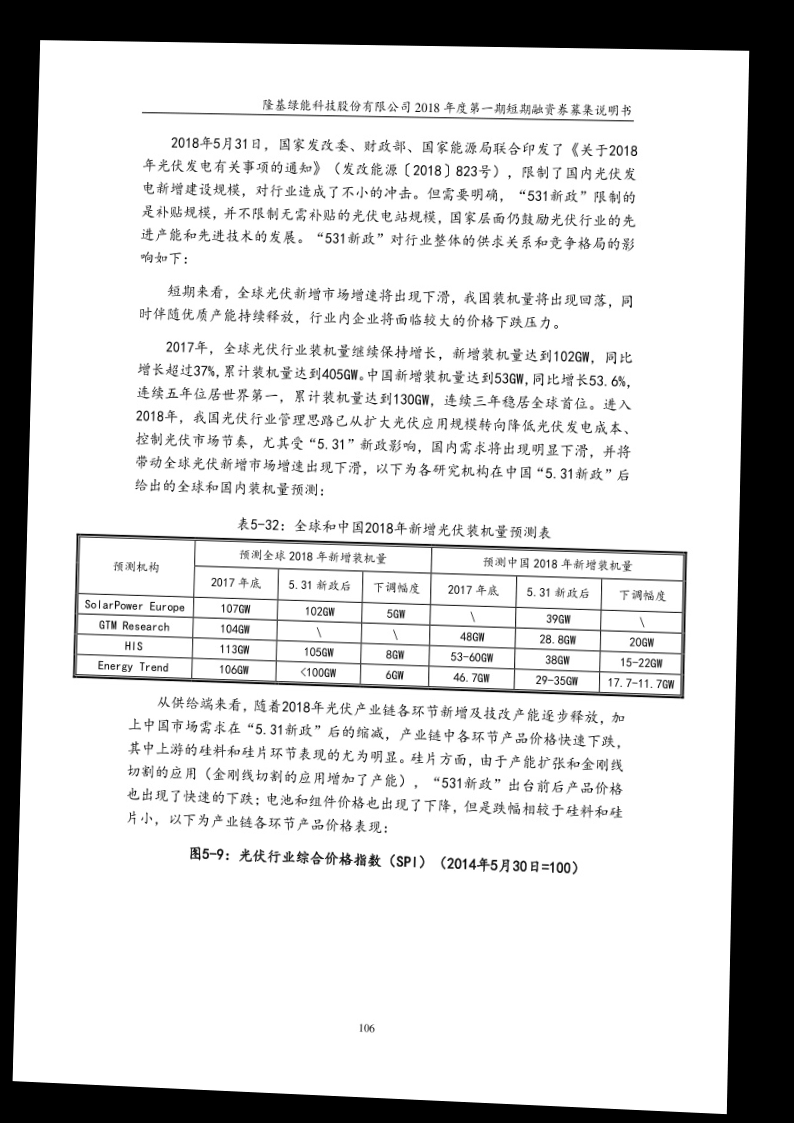 隆基绿能科技股份有限公司 2018 年度第一期短期融资券募集说明书
2018年5月31日，国家发改委、财政部、国家能源局联合印发了《关于2018
年光伏发电有关事项的通知》（发改能源〔2018〕823号），限制了国内光伏发
电新增建设规模，对行业造成了不小的冲击。但需要明确，“531新政”限制的
是补贴规模，并不限制无需补贴的光伏电站规模，国家层面仍鼓励光伏行业的先
进产能和先进技术的发展。“531新政”对行业整体的供求关系和竞争格局的影
响如下：
短期来看，全球光伏新增市场增速将出现下滑，我国装机量将出现回落，同
时伴随优质产能持续释放，行业内企业将面临较大的价格下跌压力。
2017年，全球光伏行业装机量继续保持增长，新增装机量达到102GW，同比
增长超过37%，累计装机量达到405GW。中国新增装机量达到53GW，同比增长53.6%，
连续五年位居世界第一，累计装机量达到130GW，连续三年稳居全球首位。进入
2018年，我国光伏行业管理思路已从扩大光伏应用规模转向降低光伏发电成本、
控制光伏市场节奏，尤其受“5.31”新政影响，国内需求将出现明显下滑，并将
带动全球光伏新增市场增速出现下滑，以下为各研究机构在中国“5.31新政”后
给出的全球和国内装机量预测：
表5-32：全球和中国2018年新增光伏装机量预测表
预测机构 预测全球 2018 年新增装机量 预测中国 2018 年新增装机量
2017 年底 5.31 新政后 下调幅度 2017 年底 5.31 新政后 下调幅度
SolarPower Europe 107GW 102GW 5GW \ 39GW \
GTM Research 104GW \ \ 48GW 28.8GW 20GW
HIS 113GW 105GW 8GW 53-60GW 38GW 15-22GW
Energy Trend 106GW <100GW 6GW 46.7GW 29-35GW 17.7-11.7GW
从供给端来看，随着2018年光伏产业链各环节新增及技改产能逐步释放，加
上中国市场需求在“5.31新政”后的缩减，产业链中各环节产品价格快速下跌，
其中上游的硅料和硅片环节表现的尤为明显。硅片方面，由于产能扩张和金刚线
切割的应用（金刚线切割的应用增加了产能），“531新政”出台前后产品价格
也出现了快速的下跌；电池和组件价格也出现了下降，但是跌幅相较于硅料和硅
片小，以下为产业链各环节产品价格表现：
图5-9：光伏行业综合价格指数（SPI）（2014年5月30日=100）
106